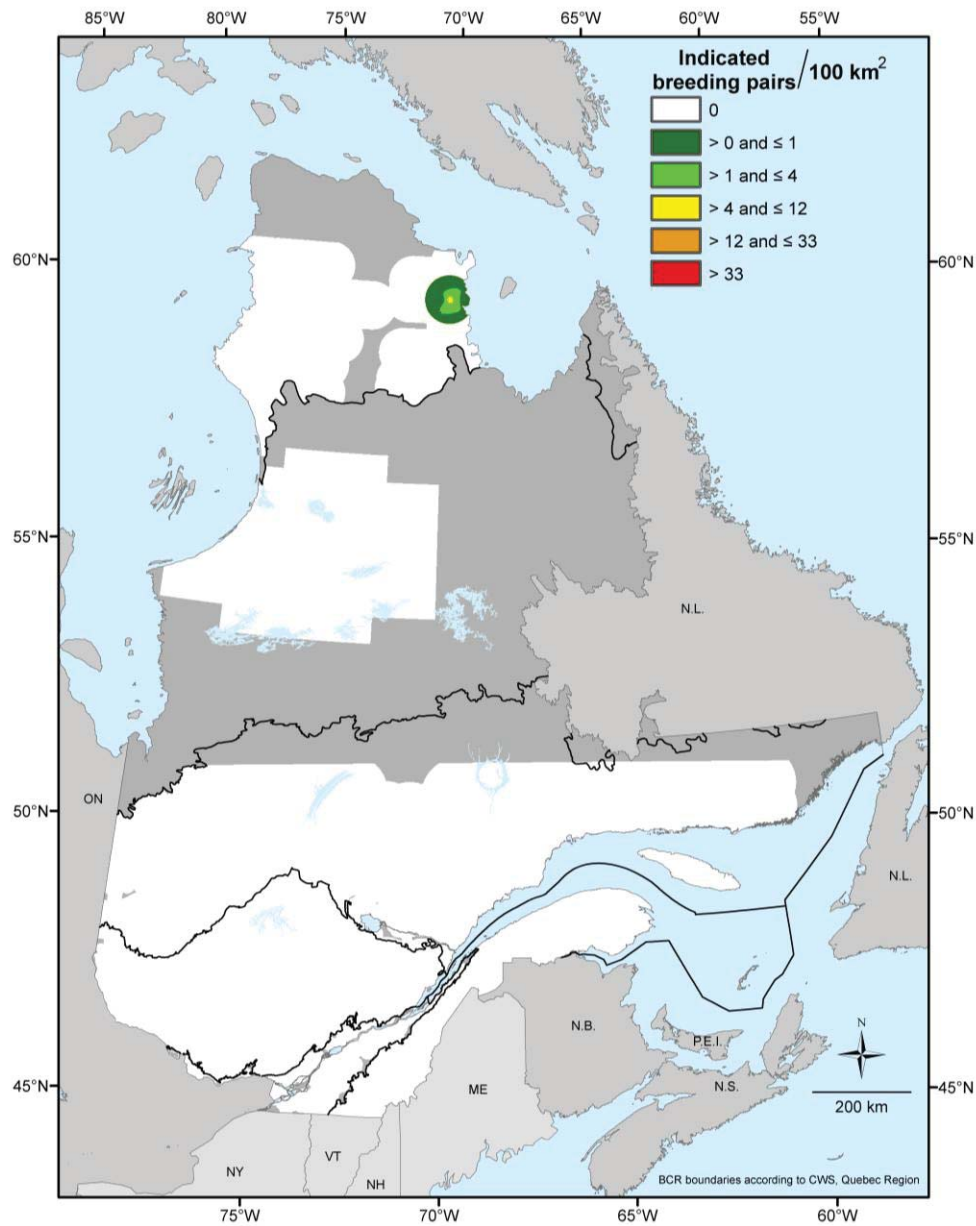 85°W 80°W 75°W 70°W 65°W 60°W 55°W
Indicated
breeding pairs/100 km²
0
> 0 and ≤ 1
> 1 and ≤ 4
> 4 and ≤ 12
> 12 and ≤ 33
> 33
60°N 60°N
55°N 55°N
N.L.
ON
50°N 50°N
N.L.
N.B.
P.E.I.
N
45°N 45°N
ME
N.S.
200 km
VT
NY
NH
BCR boundaries according to CWS, Quebec Region
75°W 70°W 65°W 60°W